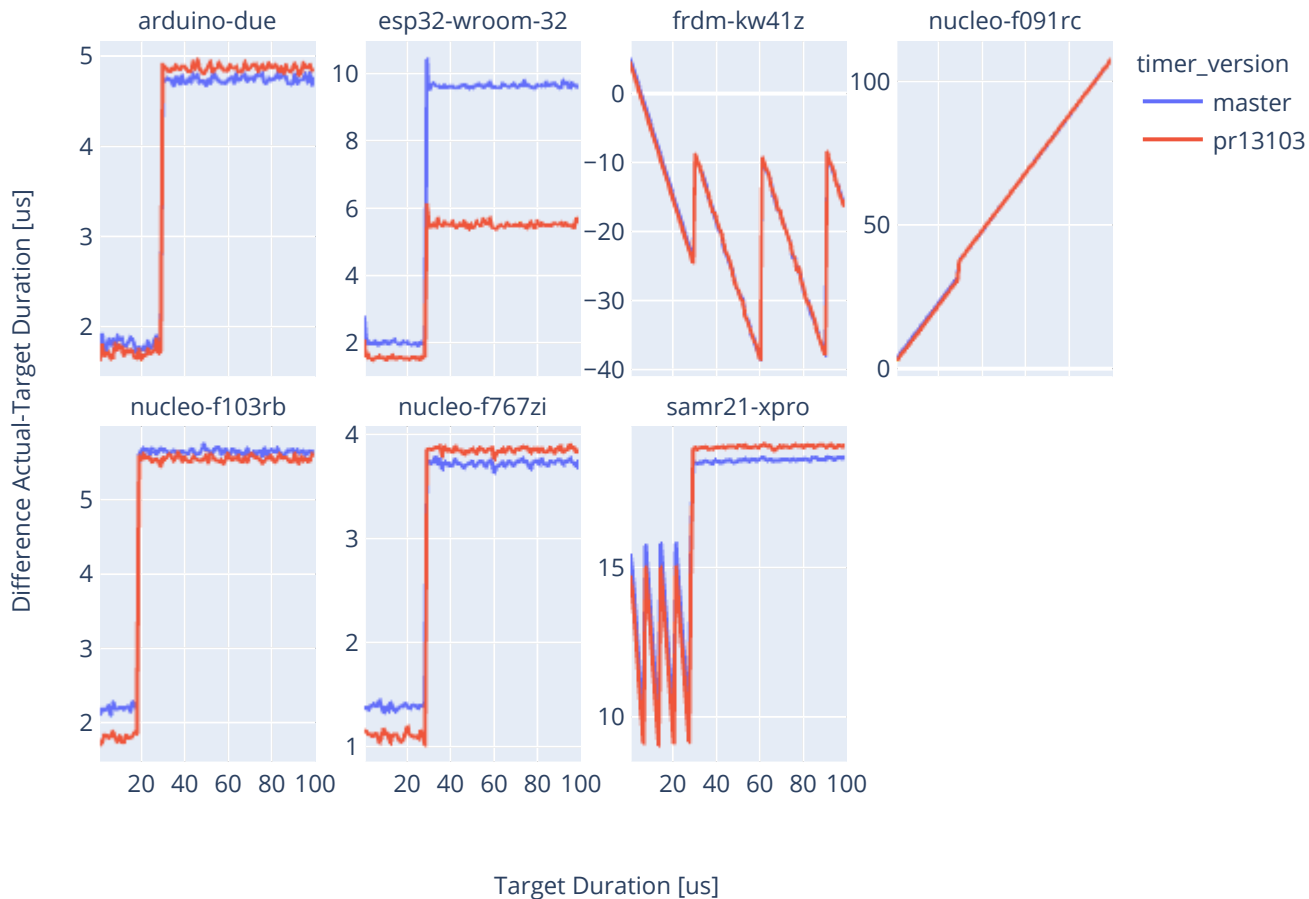 arduino-due
esp32-wroom-32
frdm-kw41z
nucleo-f091rc
timer_version
master
pr13103
5
4
3
2
10
8
6
4
2
0
−10
−20
−30
−40
100
50
0
Difference Actual-Target Duration [us]
nucleo-f103rb
nucleo-f767zi
samr21-xpro
5
4
3
2
4
3
2
1
15
10
20 40 60 80 100
20 40 60 80 100
20 40 60 80 100
Target Duration [us]